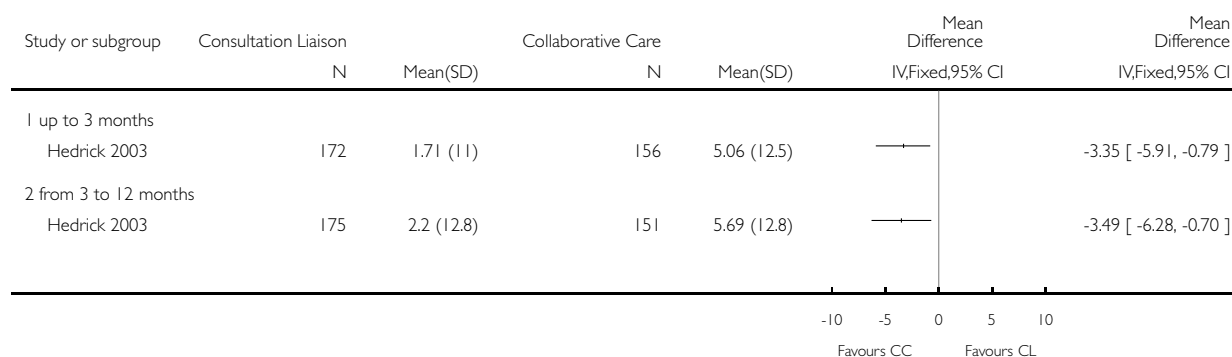 Mean Mean
Study or subgroup Consultation Liaison Collaborative Care Difference Difference
N Mean(SD) N Mean(SD) IV,Fixed,95% CI IV,Fixed,95% CI
1 up to 3 months
Hedrick 2003 172 1.71 (11) 156 5.06 (12.5) -3.35 [ -5.91, -0.79 ]
2 from 3 to 12 months
Hedrick 2003 175 2.2 (12.8) 151 5.69 (12.8) -3.49 [ -6.28, -0.70 ]
-10 -5 0 5 10
Favours CC Favours CL